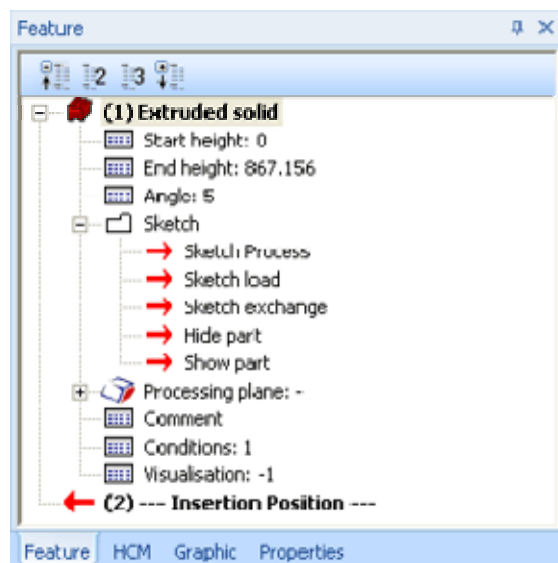 Feature
2 3
(1) Extruded solid
Start height: 0
End height: 867.156
Angle: 5
Sketch
Sketch Process
Sketch load
Sketch exchange
Hide part
Show part
Processing plane: -
Comment
Conditions: 1
Visualisation: -1
(2) --- Insertion Position ---
Feature HCM Graphic Properties